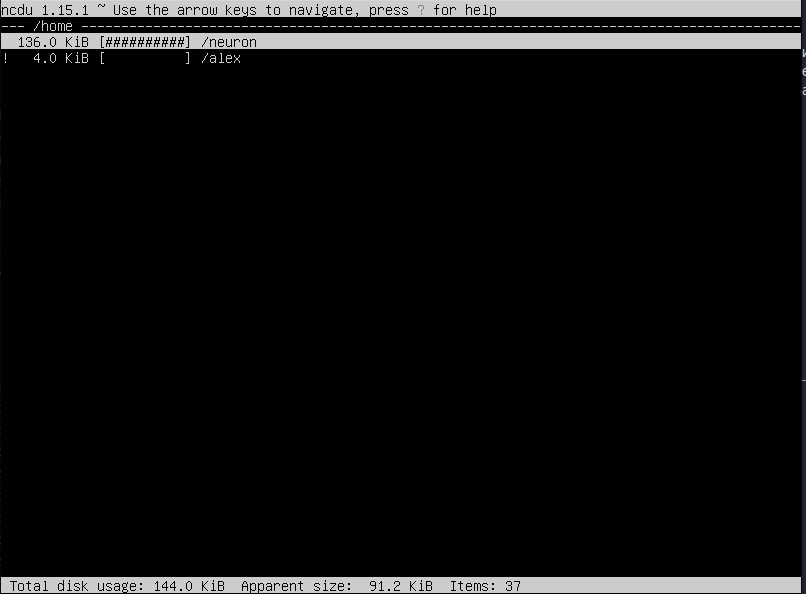 ncdu 1.15.1 ~ Use the arrow keys to navigate, press ? for help
--- /home ------------------------------------------------------------------------------------------
  136.0 KiB [##########] /neuron
!   4.0 KiB [          ] /alex
Total disk usage: 144.0 KiB  Apparent size:  91.2 KiB  Items: 37